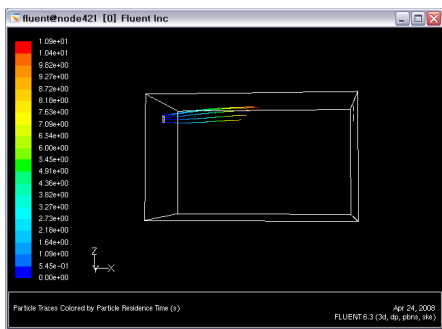 fluent@node421 [0] Fluent Inc
1.09e+01
1.04e+01
9.82e+00
9.27e+00
8.72e+00
8.18e+00
7.63e+00
7.09e+00
6.54e+00
6.00e+00
5.45e+00
4.91e+00
4.36e+00
3.82e+00
3.27e+00
2.73e+00
2.18e+00
1.64e+00
1.09e+00
5.45e-01
0.00e+00
Z
Y
X
Particle Traces Colored by Particle Residence Time (s)
Apr 24, 2008
FLUENT 6.3 (3d, dp, pbns, ske)